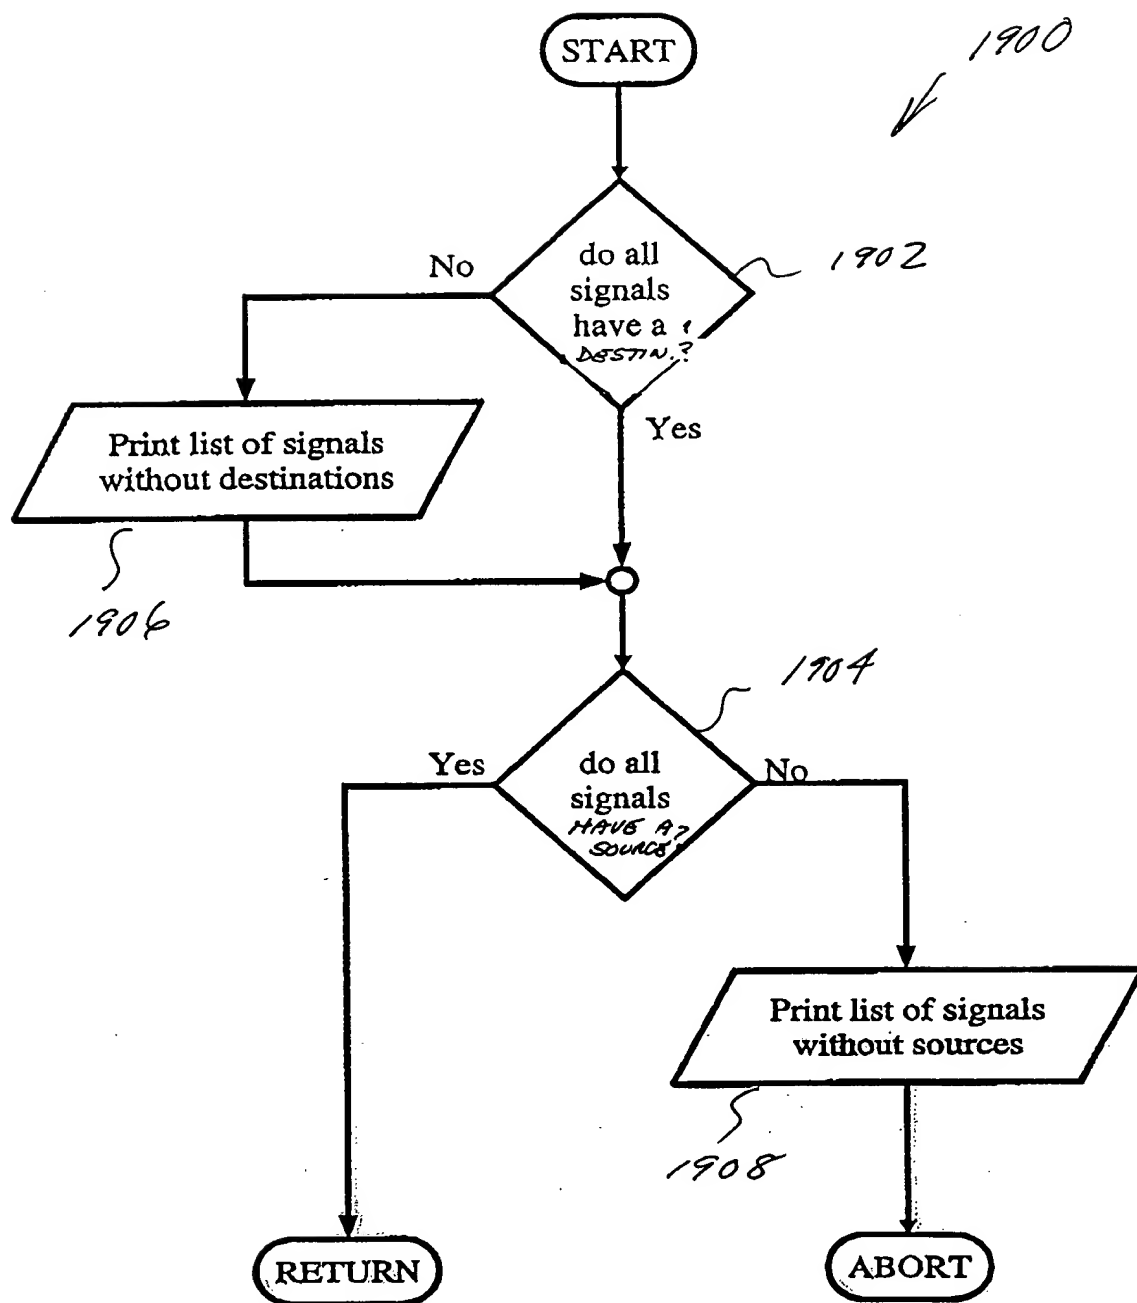 START
1900
do all
signals
have a
DESTIN.?
1902
No
Yes
Print list of signals
without destinations
1906
1904
do all
signals
HAVE A
SOURCE?
Yes
No
Print list of signals
without sources
1908
RETURN
ABORT